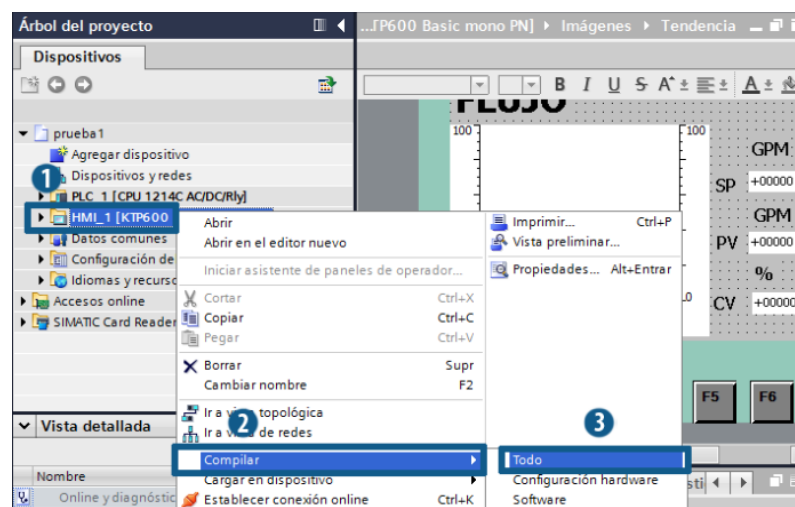 Árbol del proyecto
...TP600 Basic mono PN] ▸ Imágenes ▸ Tendencia
Dispositivos
B I U S A A
FLUJO
100
100
GPM
SP +00000
GPM
PV +00000
%
CV +00000
F5 F6
prueba1
Agregar dispositivo
Dispositivos y redes
1
PLC_1 [CPU 1214C AC/DC/Rly]
HMI_1 [KTP600
Datos comunes
Configuración de
Idiomas y recurso
Accesos online
SIMATIC Card Reader
Abrir
Abrir en el editor nuevo
Iniciar asistente de paneles de operador...
Cortar Ctrl+X
Copiar Ctrl+C
Pegar Ctrl+V
Borrar Supr
Cambiar nombre F2
Ir a topológica
2
Ir a de redes
Compilar
Cargar en dispositivo
Establecer conexión online Ctrl+K
Imprimir... Ctrl+P
Vista preliminar...
Propiedades... Alt+Entrar
3
Todo
Configuración hardware
Software
Vista detallada
Nombre
Online y diagnóstic